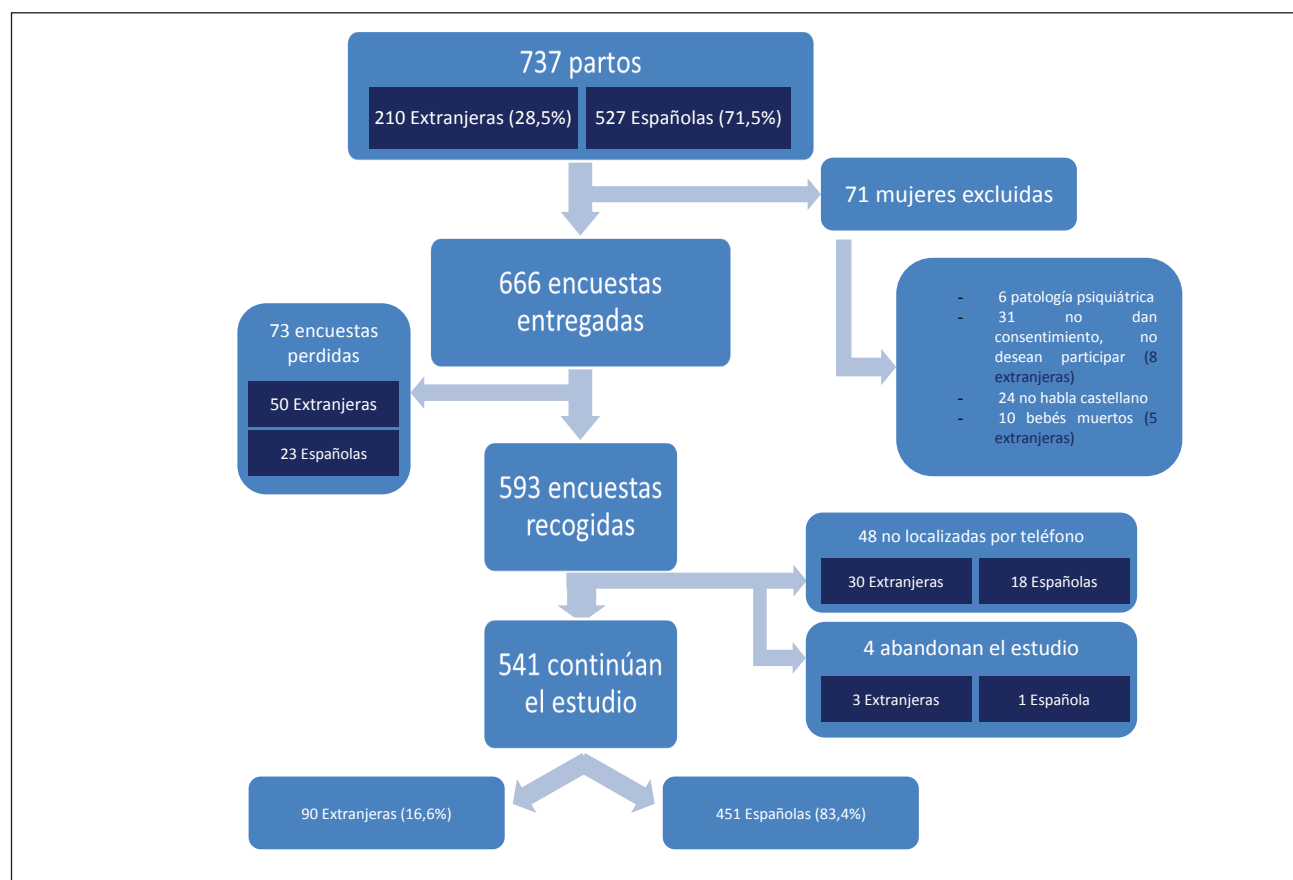 737 partos
210 Extranjeras (28,5%)
527 Españolas (71,5%)
71 mujeres excluidas
666 encuestas
entregadas
- 6 patología psiquiátrica
- 31 no dan
consentimiento, no
desean participar (8
extranjeras)
- 24 no habla castellano
- 10 bebés muertos (5
extranjeras)
73 encuestas
perdidas
50 Extranjeras
23 Españolas
593 encuestas
recogidas
48 no localizadas por teléfono
30 Extranjeras
18 Españolas
4 abandonan el estudio
3 Extranjeras
1 Española
541 continúan
el estudio
90 Extranjeras (16,6%)
451 Españolas (83,4%)